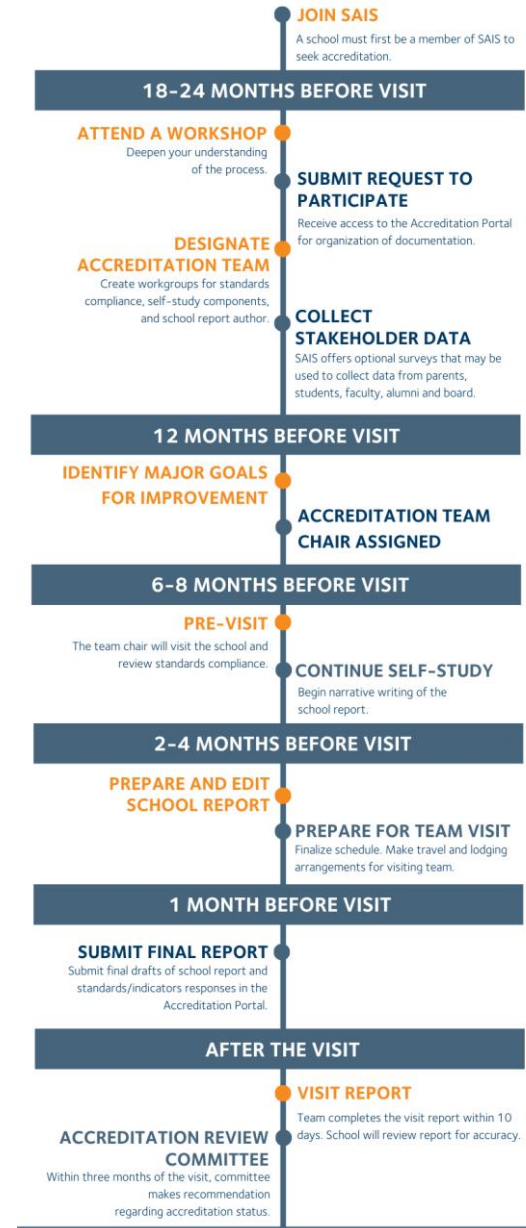 JOIN SAIS
A school must first be a member of SAIS to
seek accreditation.
18-24 MONTHS BEFORE VISIT
ATTEND A WORKSHOP
Deepen your understanding
of the process.
SUBMIT REQUEST TO
PARTICIPATE
Receive access to the Accreditation Portal
for organization of documentation.
DESIGNATE
ACCREDITATION TEAM
Create workgroups for standards
compliance, self-study components,
and school report author.
COLLECT
STAKEHOLDER DATA
SAIS offers optional surveys that may be
used to collect data from parents,
students, faculty, alumni and board.
12 MONTHS BEFORE VISIT
IDENTIFY MAJOR GOALS
FOR IMPROVEMENT
ACCREDITATION TEAM
CHAIR ASSIGNED
6-8 MONTHS BEFORE VISIT
PRE-VISIT
The team chair will visit the school and
review standards compliance.
CONTINUE SELF-STUDY
Begin narrative writing of the
school report.
2-4 MONTHS BEFORE VISIT
PREPARE AND EDIT
SCHOOL REPORT
PREPARE FOR TEAM VISIT
Finalize schedule. Make travel and lodging
arrangements for visiting team.
1 MONTH BEFORE VISIT
SUBMIT FINAL REPORT
Submit final drafts of school report and
standards/indicators responses in the
Accreditation Portal.
AFTER THE VISIT
VISIT REPORT
Team completes the visit report within 10
days. School will review report for accuracy.
ACCREDITATION REVIEW
COMMITTEE
Within three months of the visit, committee
makes recommendation
regarding accreditation status.